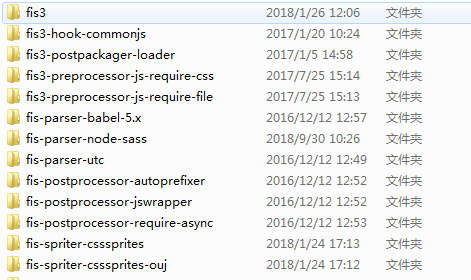 fis3 2018/1/26 12:06 文件夹
fis3-hook-commonjs 2017/1/20 10:24 文件夹
fis3-postpackager-loader 2017/1/5 14:58 文件夹
fis3-preprocessor-js-require-css 2017/7/25 15:14 文件夹
fis3-preprocessor-js-require-file 2017/7/25 15:13 文件夹
fis-parser-babel-5.x 2016/12/12 12:57 文件夹
fis-parser-node-sass 2018/9/30 10:26 文件夹
fis-parser-utc 2016/12/12 12:49 文件夹
fis-postprocessor-autoprefixer 2016/12/12 12:52 文件夹
fis-postprocessor-jswrapper 2016/12/12 12:52 文件夹
fis-postprocessor-require-async 2016/12/12 12:53 文件夹
fis-spriter-csssprites 2018/1/24 17:13 文件夹
fis-spriter-csssprites-ouj 2018/1/24 17:12 文件夹